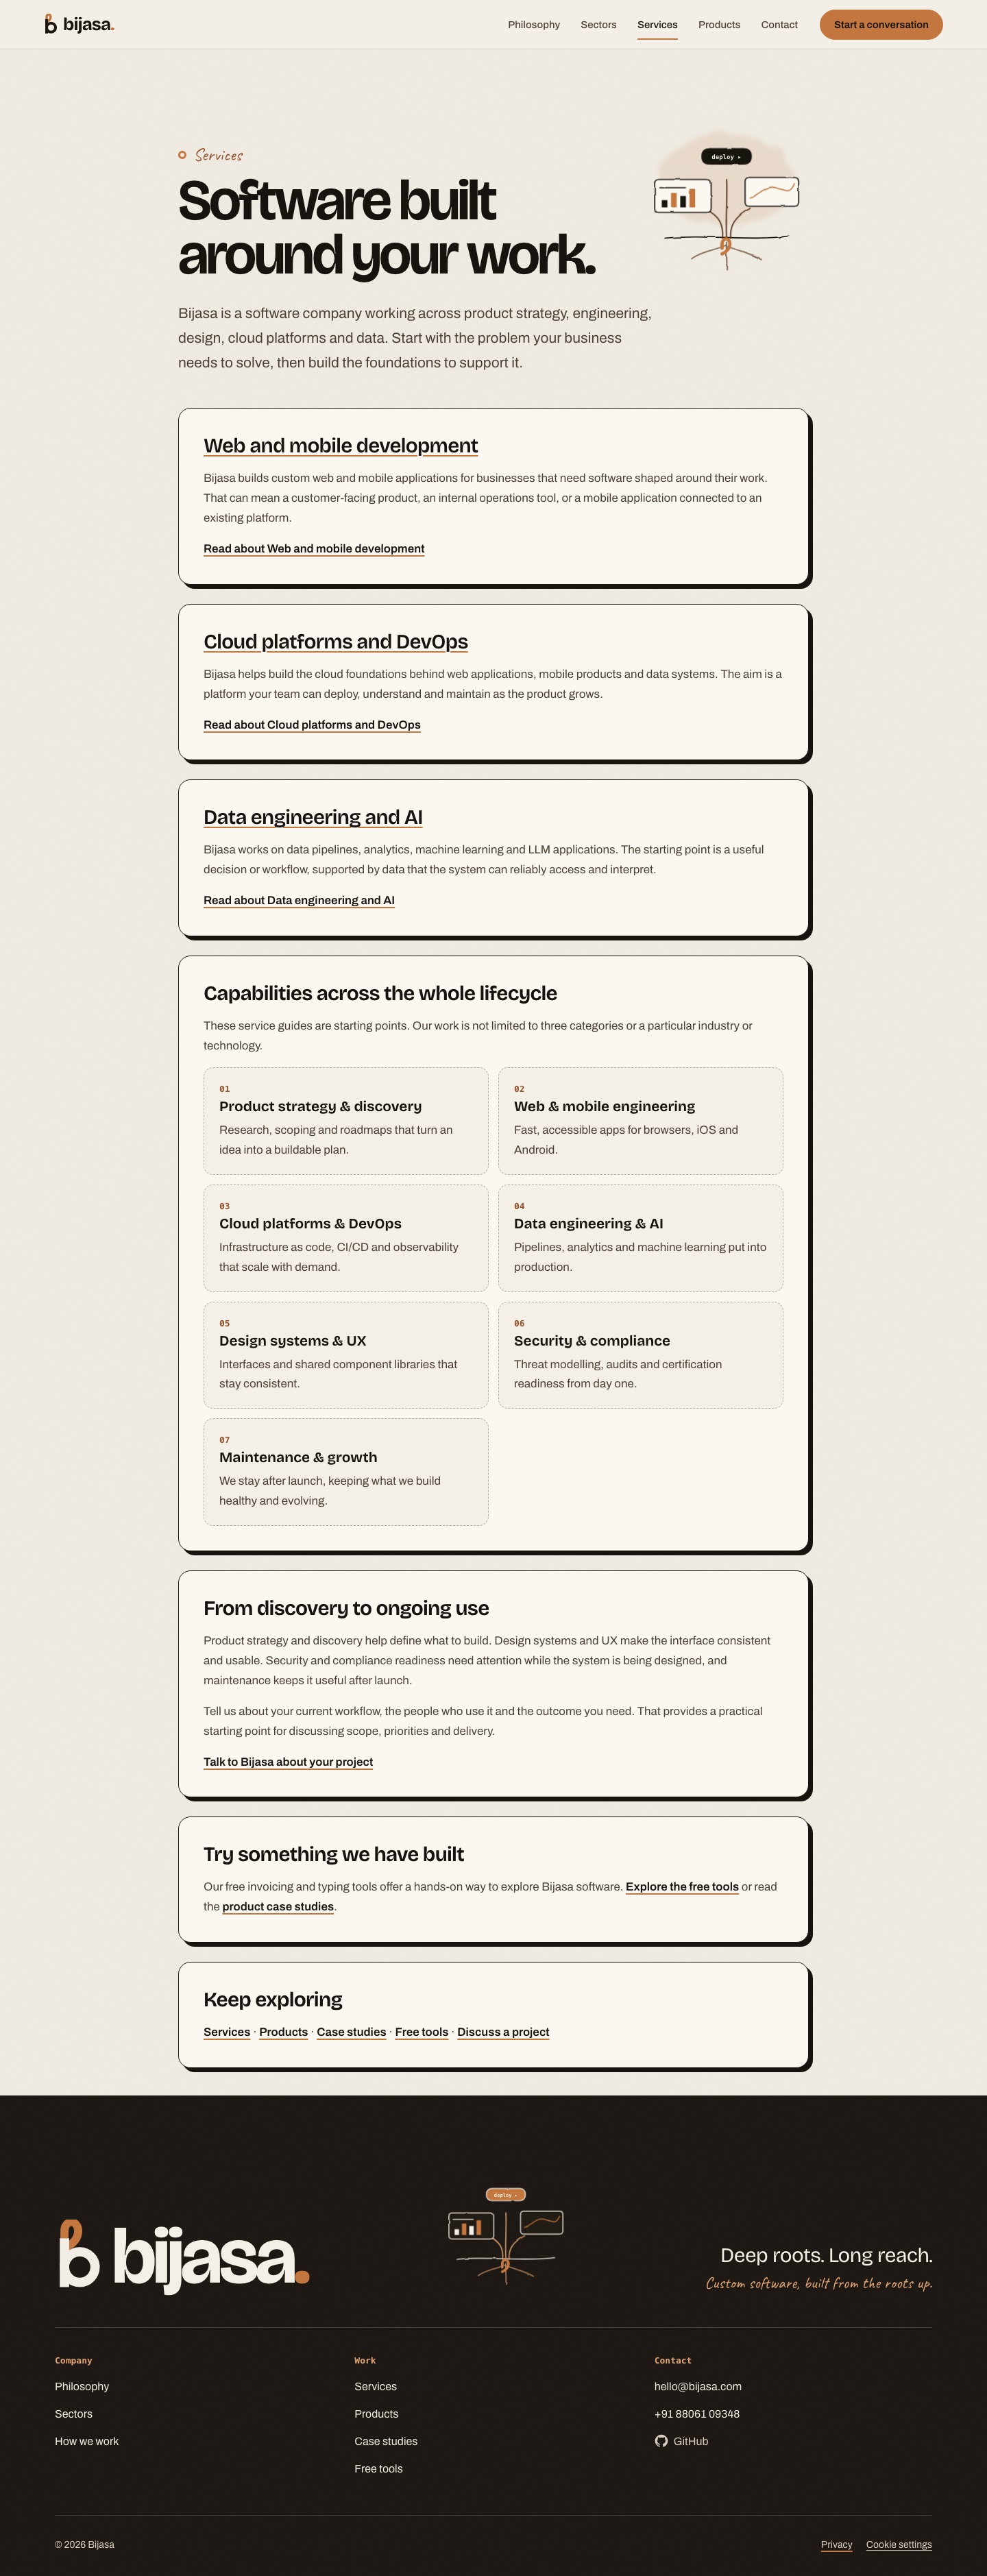 bijasa.
Philosophy
Sectors
Services
Products
Contact
Start a conversation
Services
Software built
around your work.
deploy ▸
Bijasa is a software company working across product strategy, engineering,
design, cloud platforms and data. Start with the problem your business
needs to solve, then build the foundations to support it.
Web and mobile development
Bijasa builds custom web and mobile applications for businesses that need software shaped around their work.
That can mean a customer-facing product, an internal operations tool, or a mobile application connected to an
existing platform.
Read about Web and mobile development
Cloud platforms and DevOps
Bijasa helps build the cloud foundations behind web applications, mobile products and data systems. The aim is a
platform your team can deploy, understand and maintain as the product grows.
Read about Cloud platforms and DevOps
Data engineering and AI
Bijasa works on data pipelines, analytics, machine learning and LLM applications. The starting point is a useful
decision or workflow, supported by data that the system can reliably access and interpret.
Read about Data engineering and AI
Capabilities across the whole lifecycle
These service guides are starting points. Our work is not limited to three categories or a particular industry or
technology.
01
Product strategy & discovery
Research, scoping and roadmaps that turn an
idea into a buildable plan.
02
Web & mobile engineering
Fast, accessible apps for browsers, iOS and
Android.
03
Cloud platforms & DevOps
Infrastructure as code, CI/CD and observability
that scale with demand.
04
Data engineering & AI
Pipelines, analytics and machine learning put into
production.
05
Design systems & UX
Interfaces and shared component libraries that
stay consistent.
06
Security & compliance
Threat modelling, audits and certification
readiness from day one.
07
Maintenance & growth
We stay after launch, keeping what we build
healthy and evolving.
From discovery to ongoing use
Product strategy and discovery help define what to build. Design systems and UX make the interface consistent
and usable. Security and compliance readiness need attention while the system is being designed, and
maintenance keeps it useful after launch.
Tell us about your current workflow, the people who use it and the outcome you need. That provides a practical
starting point for discussing scope, priorities and delivery.
Talk to Bijasa about your project
Try something we have built
Our free invoicing and typing tools offer a hands-on way to explore Bijasa software. Explore the free tools or read
the product case studies.
Keep exploring
Services · Products · Case studies · Free tools · Discuss a project
bijasa.
deploy ▸
Deep roots. Long reach.
Custom software, built from the roots up.
Company
Philosophy
Sectors
How we work
Work
Services
Products
Case studies
Free tools
Contact
hello@bijasa.com
+91 88061 09348
GitHub
© 2026 Bijasa
Privacy
Cookie settings